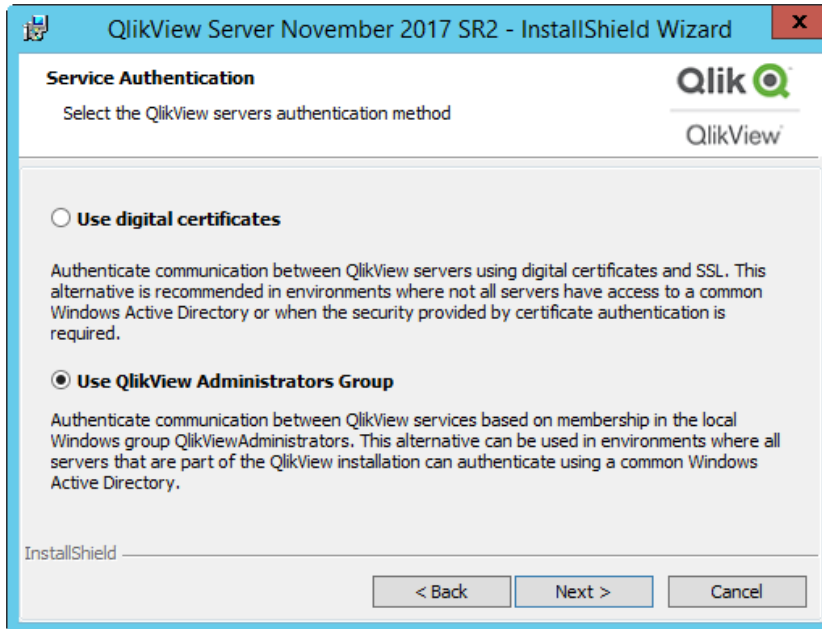 QlikView Server November 2017 SR2 - InstallShield Wizard
x
Service Authentication
Select the QlikView servers authentication method
Qlik
QlikView
Use digital certificates
Authenticate communication between QlikView servers using digital certificates and SSL. This
alternative is recommended in environments where not all servers have access to a common
Windows Active Directory or when the security provided by certificate authentication is
required.
Use QlikView Administrators Group
Authenticate communication between QlikView services based on membership in the local
Windows group QlikViewAdministrators. This alternative can be used in environments where all
servers that are part of the QlikView installation can authenticate using a common Windows
Active Directory.
InstallShield
< Back Next > Cancel